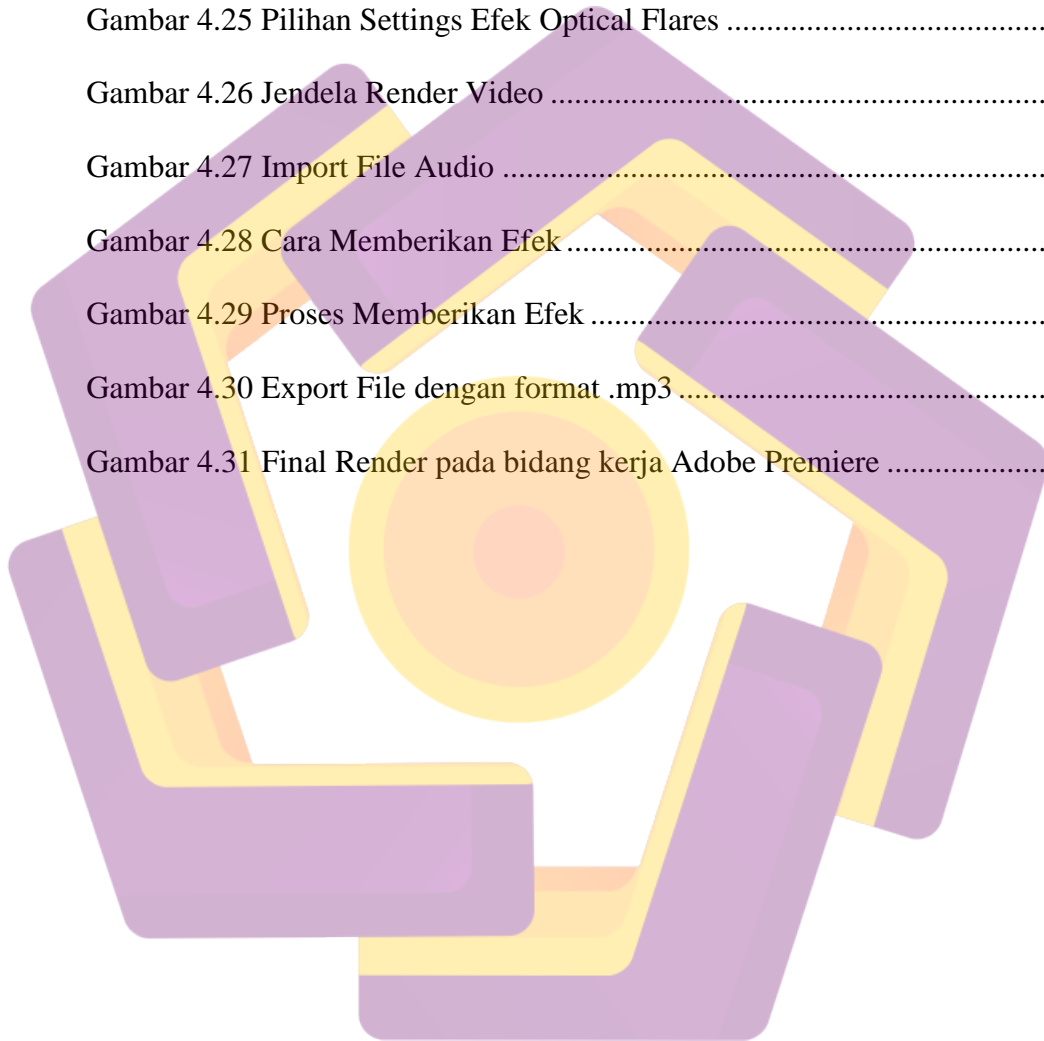 Gambar 4.25 Pilihan Settings Efek Optical Flares ....................................
Gambar 4.26 Jendela Render Video ........................................................
Gambar 4.27 Import File Audio ..............................................................
Gambar 4.28 Cara Memberikan Efek ......................................................
Gambar 4.29 Proses Memberikan Efek ...................................................
Gambar 4.30 Export File dengan format .mp3 .........................................
Gambar 4.31 Final Render pada bidang kerja Adobe Premiere .................